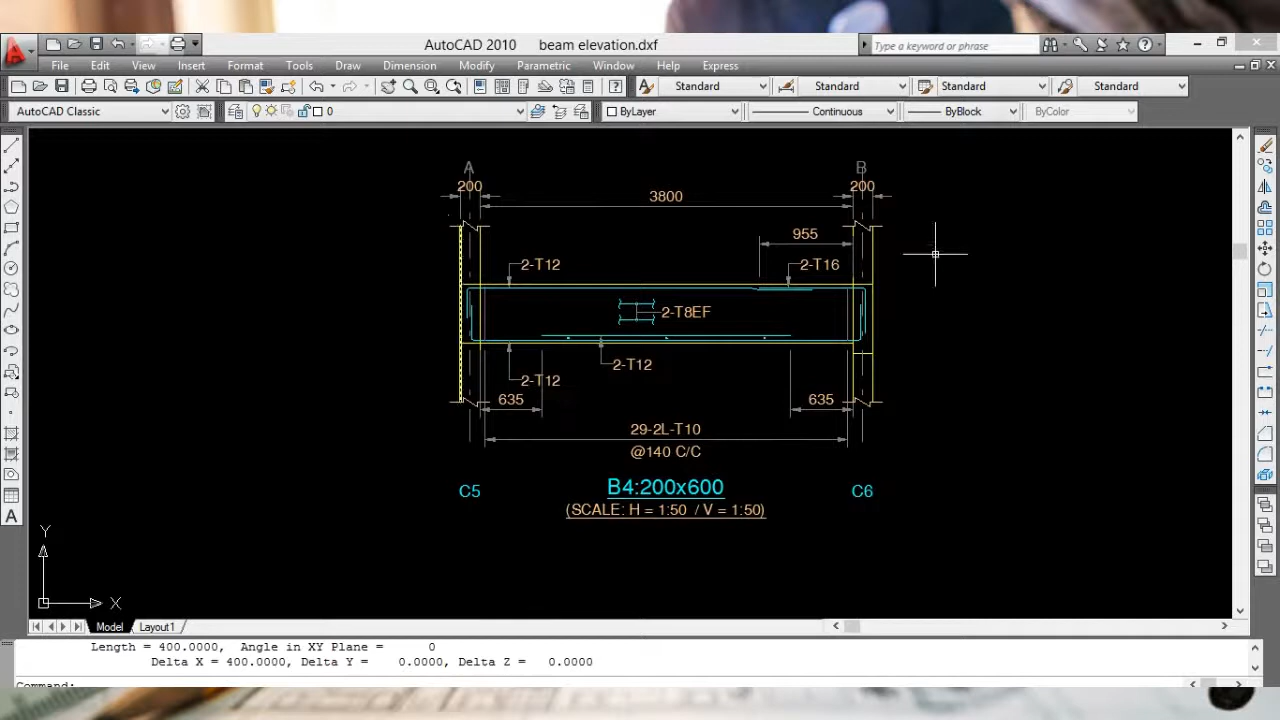 AutoCAD 2010 beam elevation.dxf
Type a keyword or phrase
File Edit View Insert Format Tools Draw Dimension Modify Parametric Window Help Express
Standard Standard Standard Standard
AutoCAD Classic 0 ByLayer Continuous ByBlock ByColor
A B
200 3800 200
955
2-T12 2-T16
2-T8EF
2-T12
2-T12
635 635
29-2L-T10
@140 C/C
C5 B4:200x600 C6
(SCALE: H = 1:50 / V = 1:50)
Y
X
A
Model Layout1
Length = 400.0000, Angle in XY Plane = 0
Delta X = 400.0000, Delta Y = 0.0000, Delta Z = 0.0000
Command: